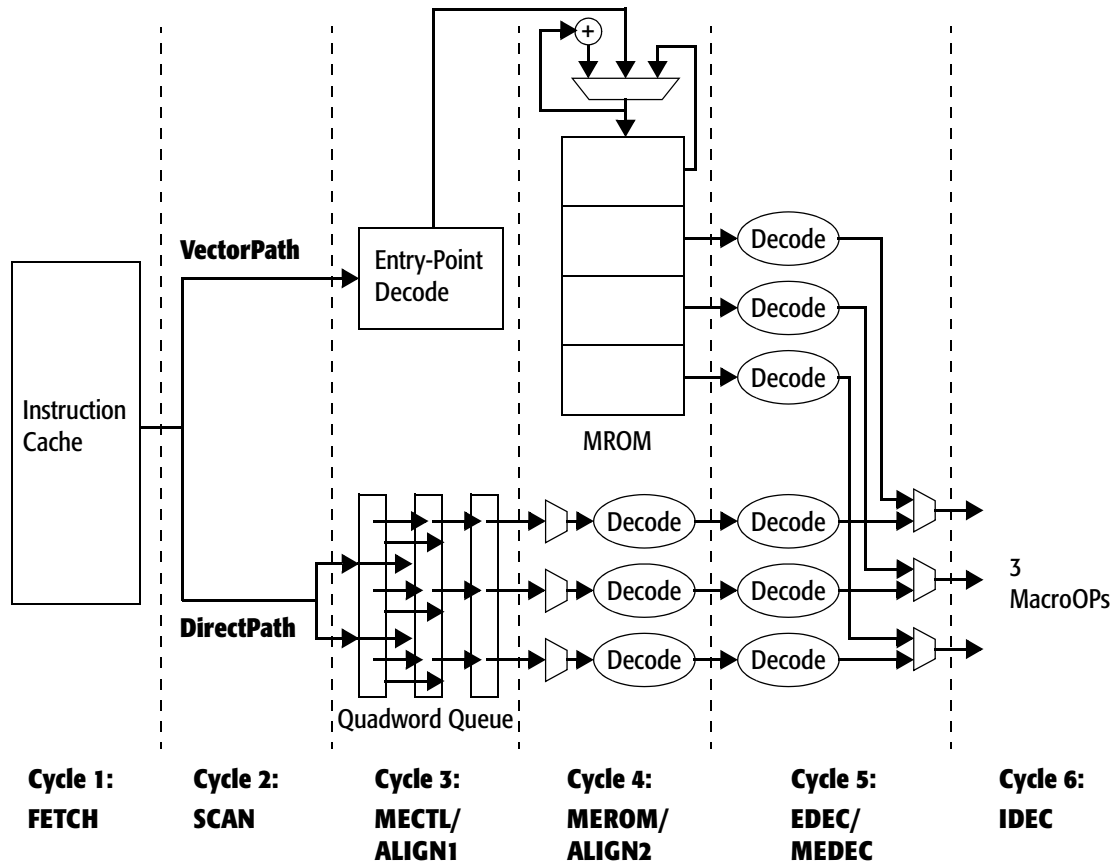 +
VectorPath
Entry-Point
Decode
Decode
Decode
Decode
Instruction
Cache
MROM
Decode
Decode
Decode
Decode
3
MacroOPs
DirectPath
Decode
Decode
Quadword Queue
Cycle 1:
FETCH
Cycle 2:
SCAN
Cycle 3:
MECTL/
ALIGN1
Cycle 4:
MEROM/
ALIGN2
Cycle 5:
EDEC/
MEDEC
Cycle 6:
IDEC